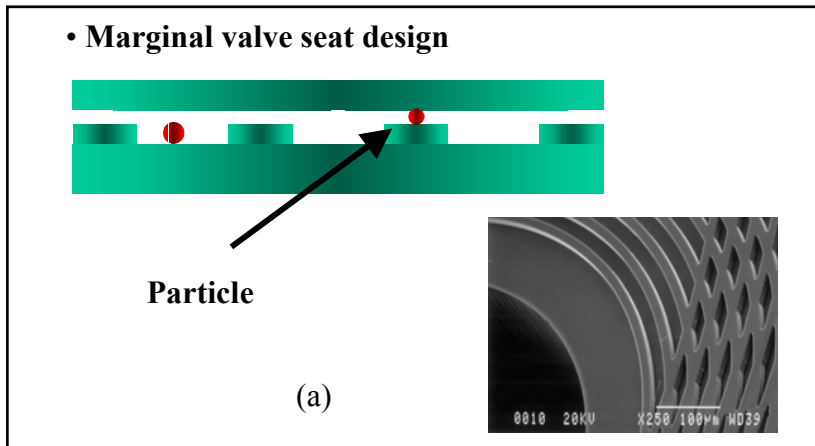 • Marginal valve seat design
Particle
(a)
0010 20KV X250 100µm WD39